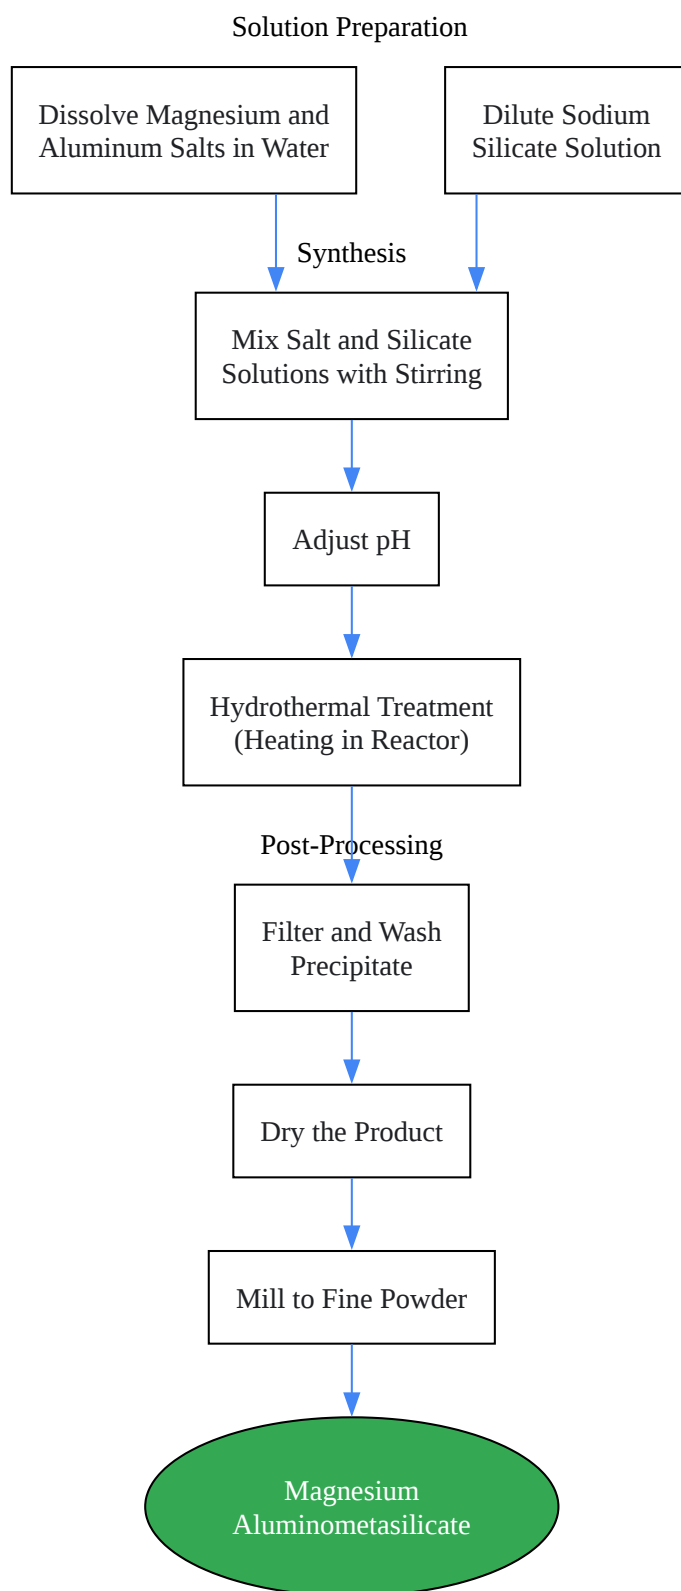 Solution Preparation
Dissolve Magnesium and
Aluminum Salts in Water
Dilute Sodium
Silicate Solution
Synthesis
Mix Salt and Silicate
Solutions with Stirring
Adjust pH
Hydrothermal Treatment
(Heating in Reactor)
Post-Processing
Filter and Wash
Precipitate
Dry the Product
Mill to Fine Powder
Magnesium
Aluminometasilicate